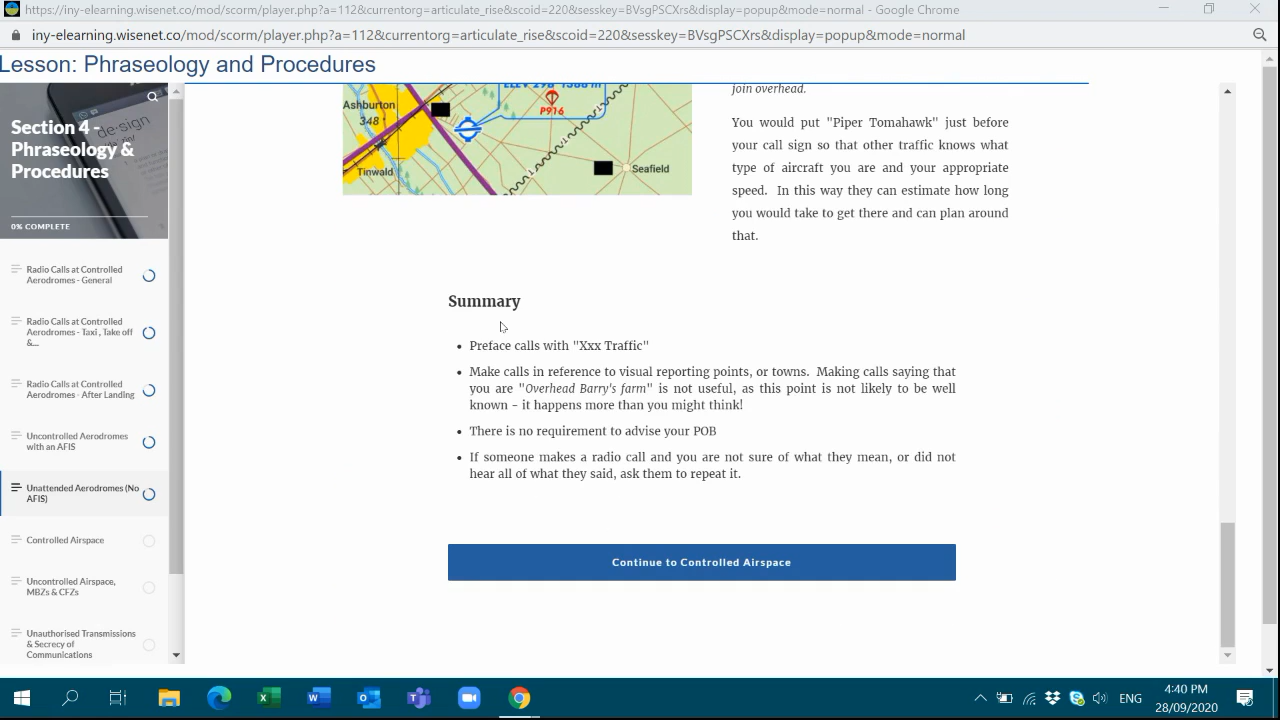 https://iny-elearning.wisenet.co/mod/scorm/player.php?a=112&currentorg=articulate_rise&scoid=220&sesskey=BVsgPSCXrs&display=popup&mode=normal - Google Chrome
iny-elearning.wisenet.co/mod/scorm/player.php?a=112&currentorg=articulate_rise&scoid=220&sesskey=BVsgPSCXrs&display=popup&mode=normal
Lesson: Phraseology and Procedures
Section 4 -
Phraseology &
Procedures
0% COMPLETE
Radio Calls at Controlled
Aerodromes - General
Radio Calls at Controlled
Aerodromes - Taxi , Take off
&...
Radio Calls at Controlled
Aerodromes - After Landing
Uncontrolled Aerodromes
with an AFIS
Unattended Aerodromes (No
AFIS)
Controlled Airspace
Uncontrolled Airspace,
MBZs & CFZs
Unauthorised Transmissions
& Secrecy of
Communications
Ashburton
348
P916
Tinwald
Seafield
join overhead.
You would put "Piper Tomahawk" just before
your call sign so that other traffic knows what
type of aircraft you are and your appropriate
speed. In this way they can estimate how long
you would take to get there and can plan around
that.
Summary
• Preface calls with "Xxx Traffic"
• Make calls in reference to visual reporting points, or towns. Making calls saying that
you are "Overhead Barry's farm" is not useful, as this point is not likely to be well
known - it happens more than you might think!
• There is no requirement to advise your POB
• If someone makes a radio call and you are not sure of what they mean, or did not
hear all of what they said, ask them to repeat it.
Continue to Controlled Airspace
ENG
4:40 PM
28/09/2020